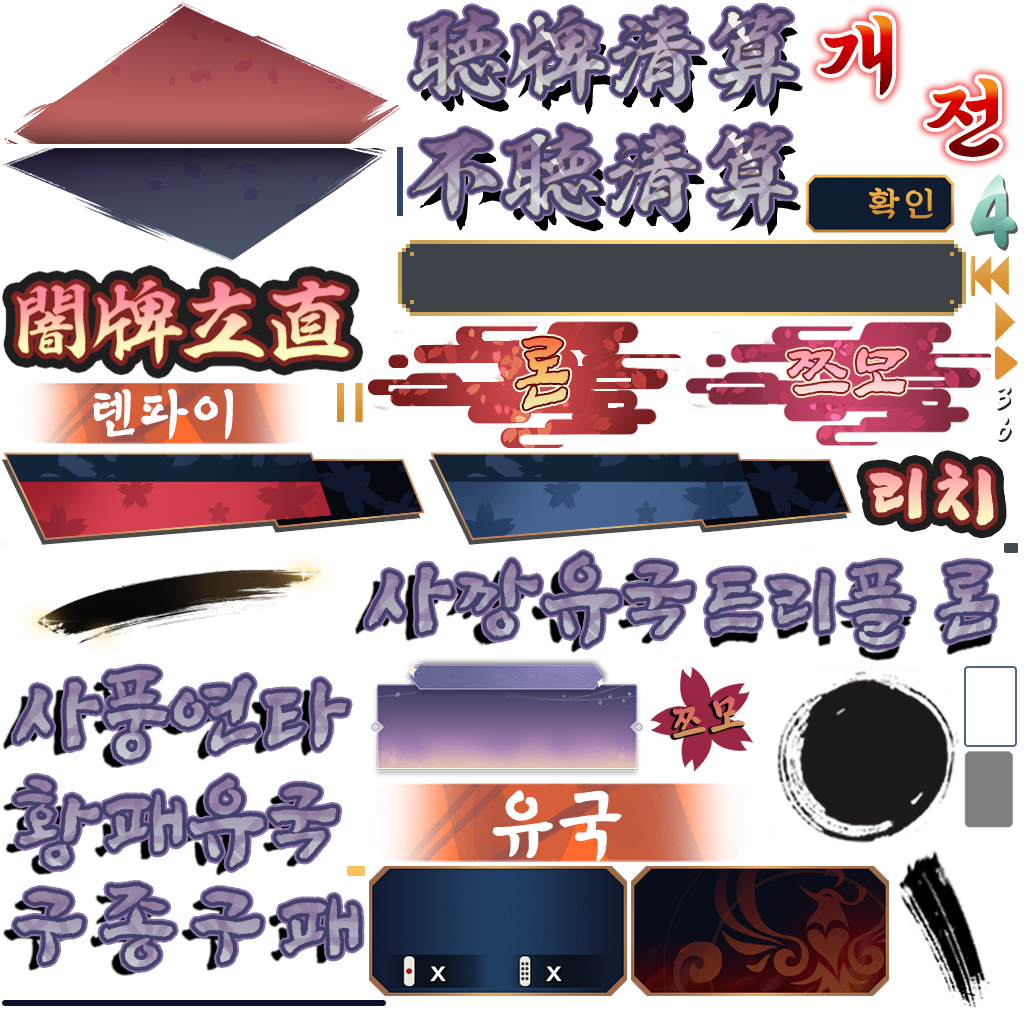 聽牌清算
개
전
不聽清算
확인
4
闇牌立直
론
쯔모
텐파이
30
리치
사깡유국트리플 론
사풍연타
쯔모
황패유국
유국
구종구패
X
X